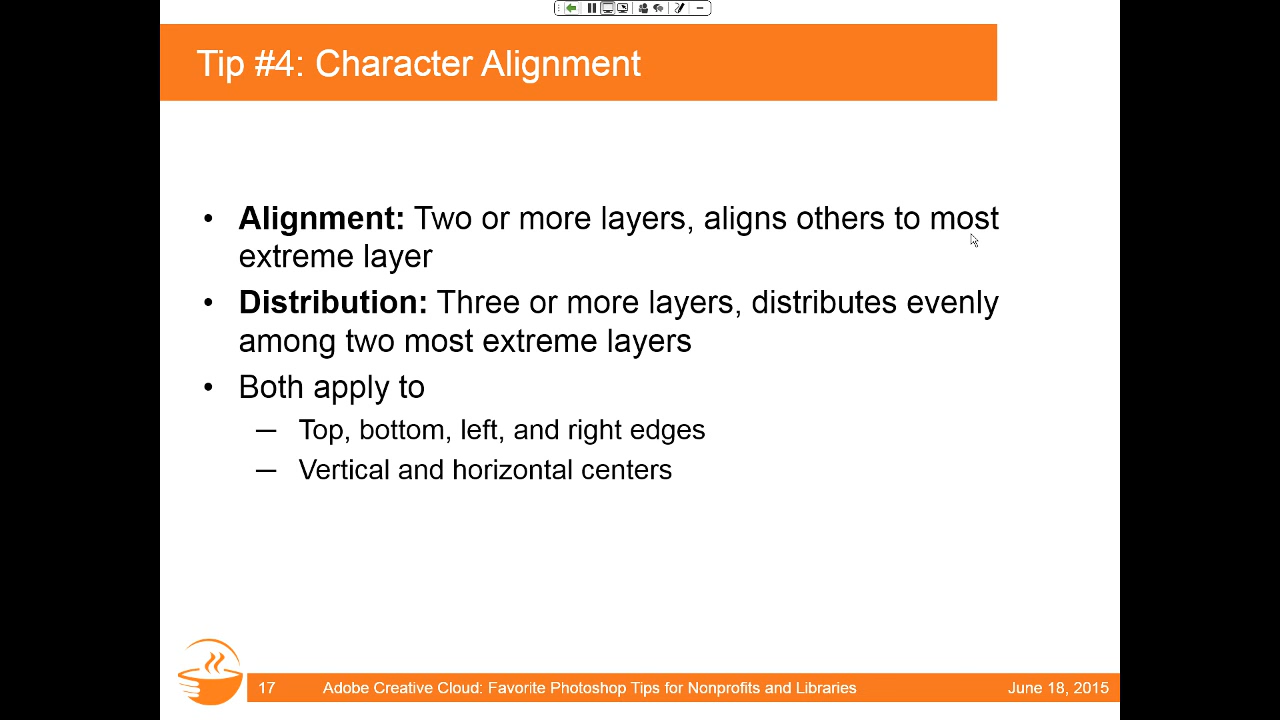 Tip #4: Character Alignment
• Alignment: Two or more layers, aligns others to most
extreme layer
• Distribution: Three or more layers, distributes evenly
among two most extreme layers
• Both apply to
— Top, bottom, left, and right edges
— Vertical and horizontal centers
17 Adobe Creative Cloud: Favorite Photoshop Tips for Nonprofits and Libraries June 18, 2015